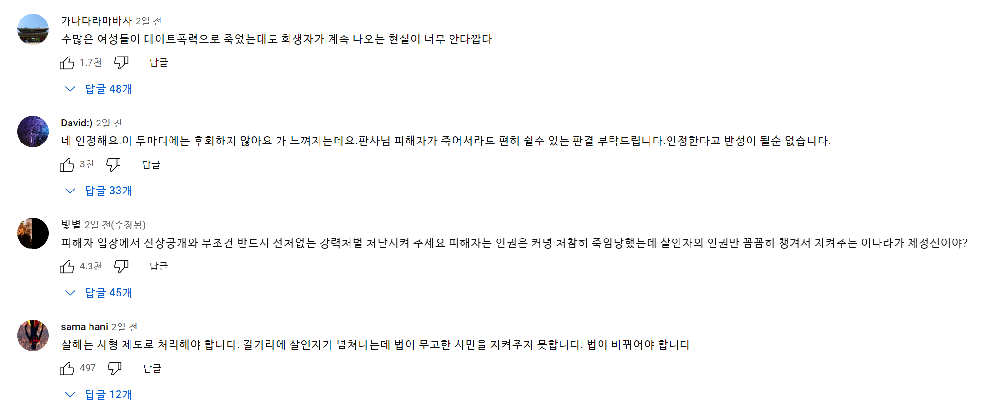 가나다라마바사 2일 전
수많은 여성들이 데이트폭력으로 죽었는데도 희생자가 계속 나오는 현실이 너무 안타깝다
1.7천 답글
답글 48개
David:) 2일 전
네 인정해요.이 두마디에는 후회하지 않아요 가 느껴지는데요.판사님 피해자가 죽어서라도 편히 쉴수 있는 판결 부탁드립니다.인정한다고 반성이 될순 없습니다.
3천 답글
답글 33개
빛별 2일 전(수정됨)
피해자 입장에서 신상공개와 무조건 반드시 선처없는 강력처벌 처단시켜 주세요 피해자는 인권은 커녕 처참히 죽임당했는데 살인자의 인권만 꼼꼼히 챙겨서 지켜주는 이나라가 제정신이야?
4.3천 답글
답글 45개
sama hani 2일 전
살해는 사형 제도로 처리해야 합니다. 길거리에 살인자가 넘쳐나는데 법이 무고한 시민을 지켜주지 못합니다. 법이 바뀌어야 합니다
497 답글
답글 12개